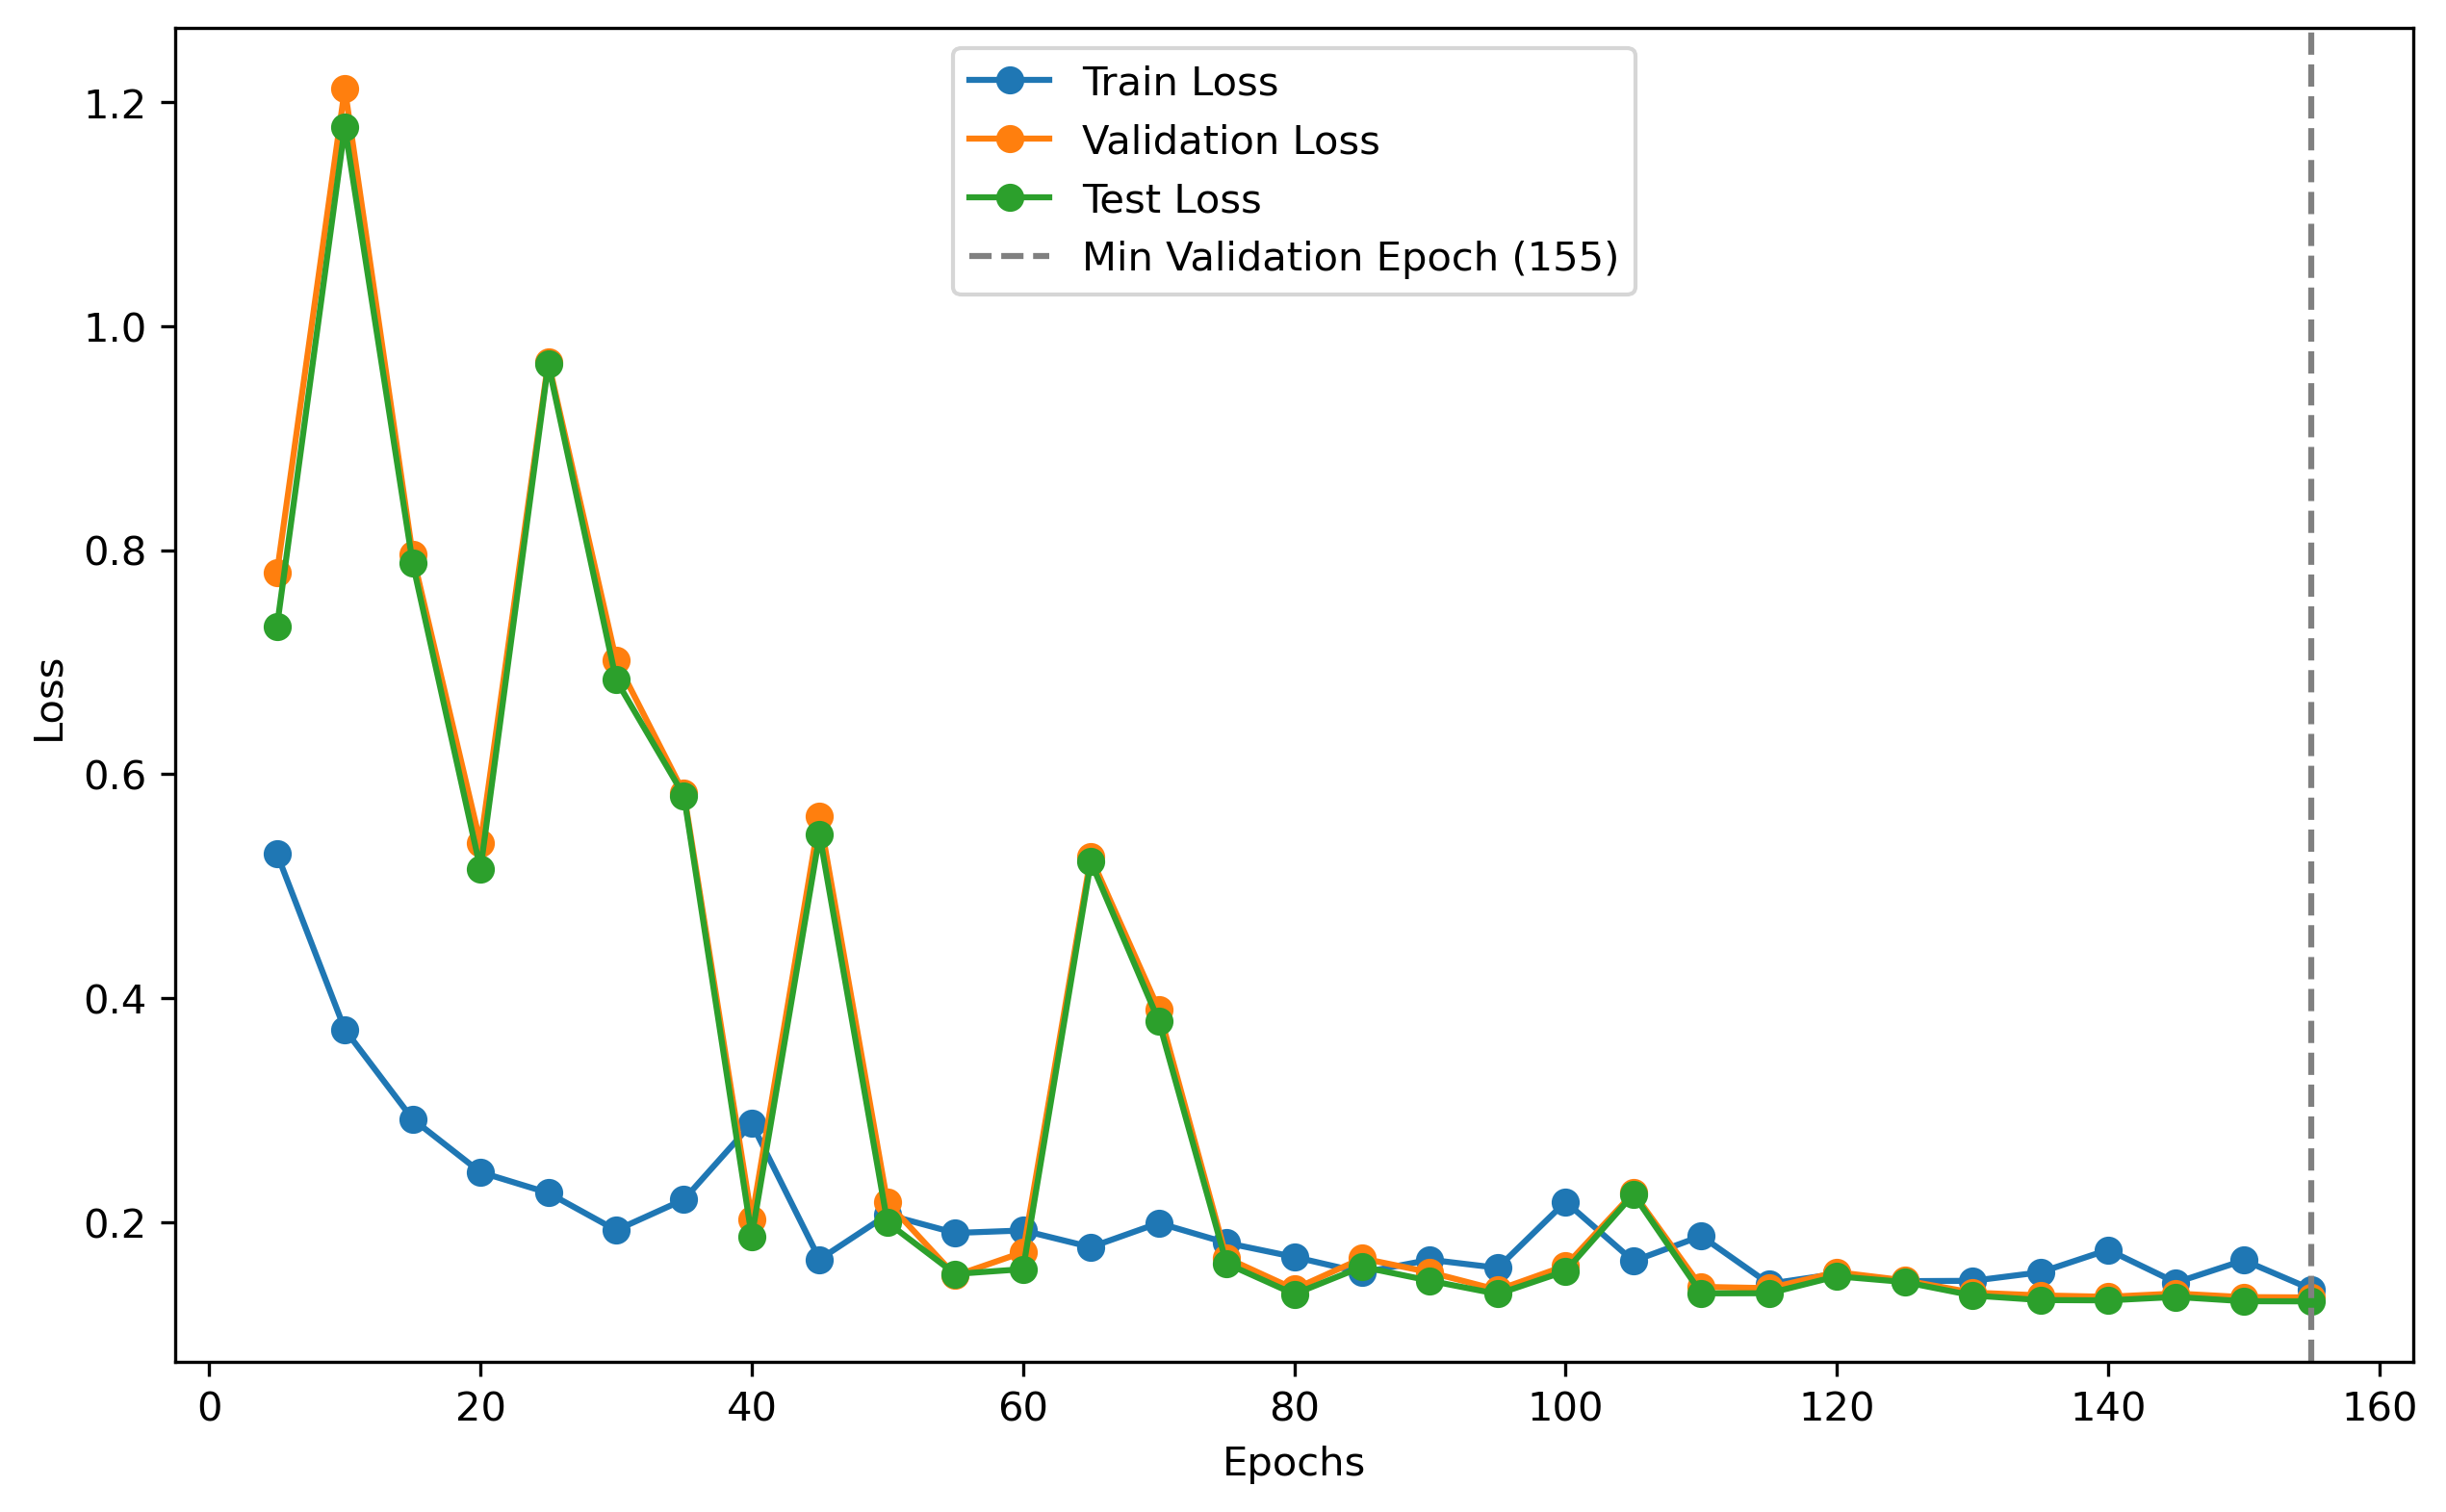 Train Loss
Validation Loss
Test Loss
Min Validation Epoch (155)
1.2
1.0
0.8
0.6
0.4
0.2
Loss
0 20 40 60 80 100 120 140 160
Epochs